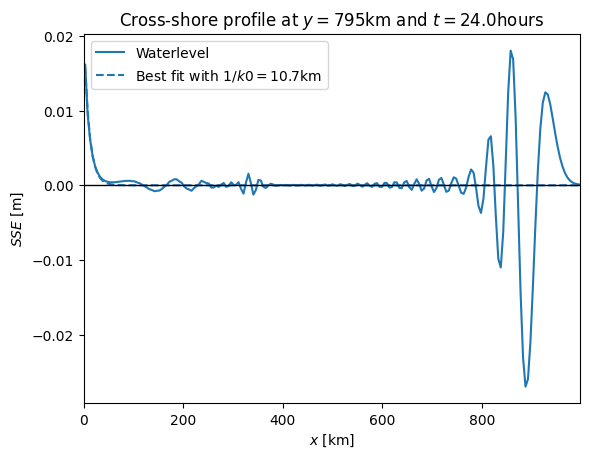 Cross-shore profile at y = 795km and t = 24.0hours
Waterlevel
Best fit with 1/k0 = 10.7km
0.02
0.01
0.00
−0.01
−0.02
SSE [m]
0 200 400 600 800
x [km]